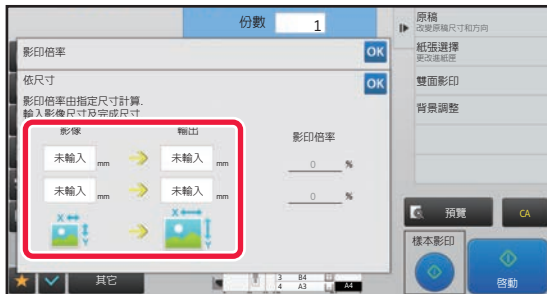 份數 1
原稿
改變原稿尺寸和方向
影印倍率 OK
紙張選擇
更改進紙匣
依尺寸 OK
雙面影印
影印倍率由指定尺寸計算.
輸入影像尺寸及完成尺寸
背景調整
影像 輸出 影印倍率
未輸入 mm 未輸入 mm 0 %
未輸入 mm 未輸入 mm 0 %
X X
Y Y
預覽 CA
樣本影印
其它
3 B4
4 A3 A4
啓動